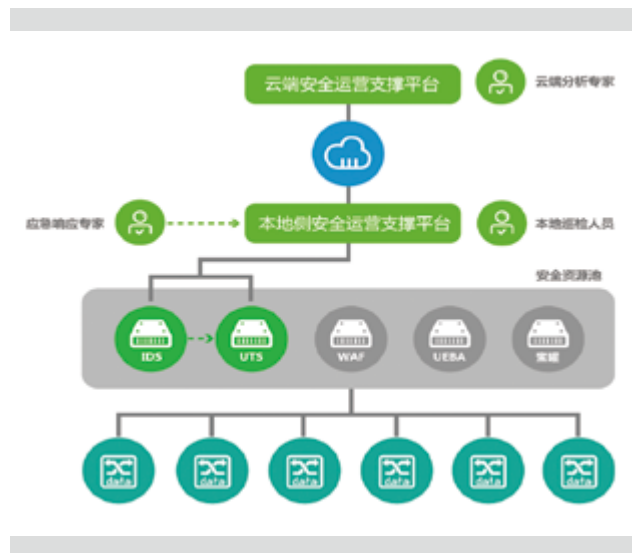 云端安全运营支撑平台
云端分析专家
应急响应专家
本地侧安全运营支撑平台
本地巡检人员
安全资源池
IDS
UTS
WAF
UEBA
蜜罐
data
data
data
data
data
data